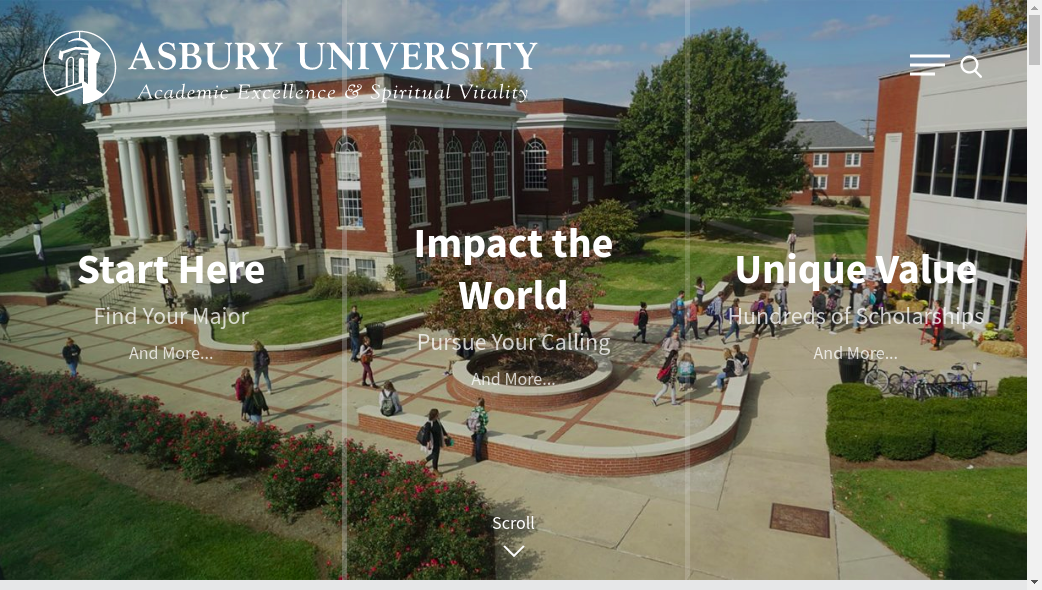 ASBURY UNIVERSITY
Academic Excellence & Spiritual Vitality
Start Here
Find Your Major
And More...
Impact the
World
Pursue Your Calling
And More...
Unique Value
Hundreds of Scholarships
And More...
Scroll